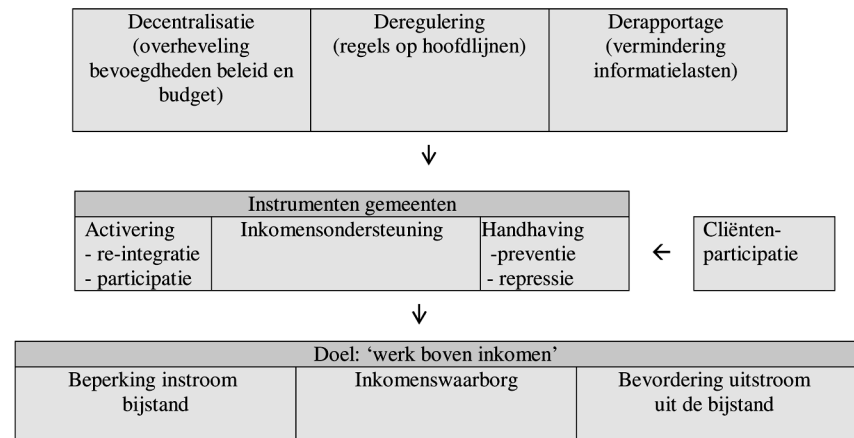 Decentralisatie
(overheveling
bevoegdheden beleid en
budget)
Deregulering
(regels op hoofdlijnen)
Derapportage
(vermindering
informatielasten)
Instrumenten gemeenten
Activering
- re-integratie
- participatie
Inkomensondersteuning
Handhaving
-preventie
- repressie
Cliënten-
participatie
Doel: ‘werk boven inkomen’
Beperking instroom
bijstand
Inkomenswaarborg
Bevordering uitstroom
uit de bijstand